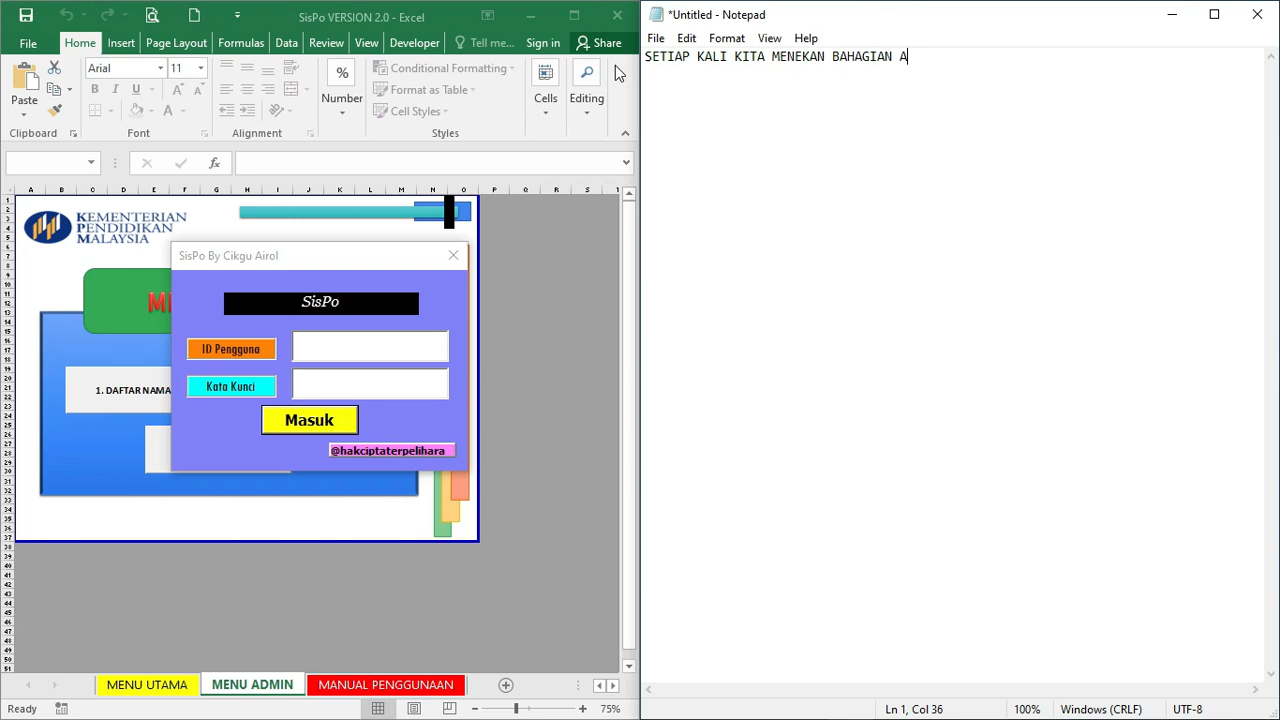 SisPo VERSION 2.0 - Excel
File
Home
Insert
Page Layout
Formulas
Data
Review
View
Developer
Tell me...
Sign in
Share
Paste
Clipboard
Arial
11
B I U
Font
Alignment
%
Number
Conditional Formatting
Format as Table
Cell Styles
Styles
Cells
Editing
fx
A B C D E F G H I J K L M N O P Q R S
KEMENTERIAN
PENDIDIKAN
MALAYSIA
1. DAFTAR NAMA
SisPo By Cikgu Airol
SisPo
ID Pengguna
Kata Kunci
Masuk
@hakciptaterpelihara
MENU UTAMA
MENU ADMIN
MANUAL PENGGUNAAN
Ready
75%
*Untitled - Notepad
File Edit Format View Help
SETIAP KALI KITA MENEKAN BAHAGIAN A
Ln 1, Col 36
100%
Windows (CRLF)
UTF-8